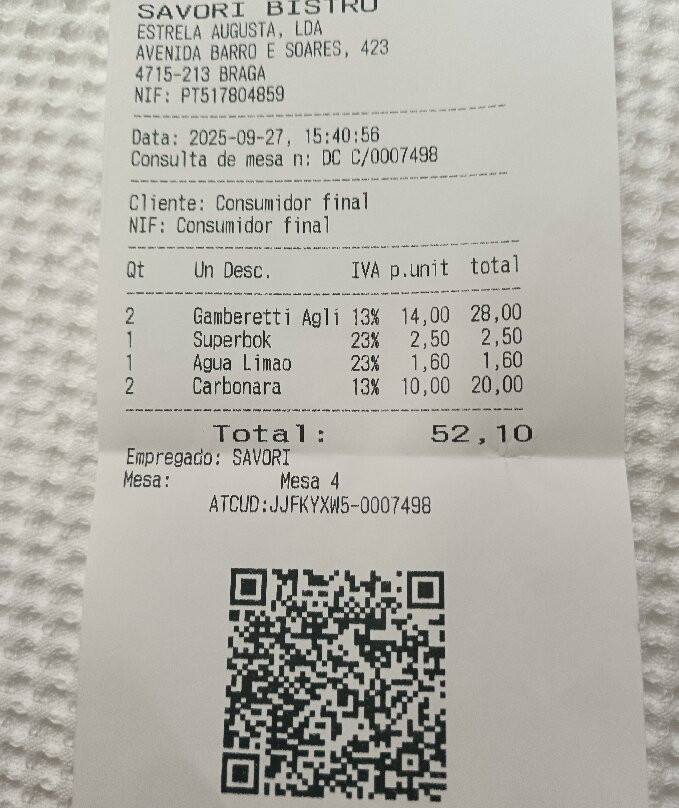 SAVORI BISTRO
ESTRELA AUGUSTA, LDA
AVENIDA BARRO E SOARES, 423
4715-213 BRAGA
NIF: PT517804859
Data: 2025-09-27, 15:40:56
Consulta de mesa n: DC C/0007498
Cliente: Consumidor final
NIF: Consumidor final
Qt Un Desc. IVA p.unit total
2 Gamberetti Agli 13% 14,00 28,00
1 Superbok 23% 2,50 2,50
1 Agua Limao 23% 1,60 1,60
2 Carbonara 13% 10,00 20,00
Total: 52,10
Empregado: SAVORI
Mesa: Mesa 4
ATCUD:JJFKYXW5-0007498